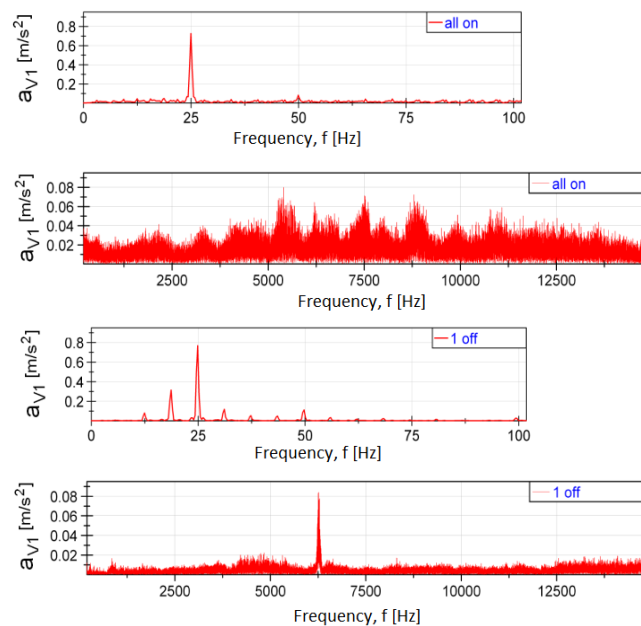 a_V1 [m/s²]
0.8
0.6
0.4
0.2
all on
0 25 50 75 100
Frequency, f [Hz]
a_V1 [m/s²]
0.08
0.06
0.04
0.02
all on
2500 5000 7500 10000 12500
Frequency, f [Hz]
a_V1 [m/s²]
0.8
0.6
0.4
0.2
1 off
0 25 50 75 100
Frequency, f [Hz]
a_V1 [m/s²]
0.08
0.06
0.04
0.02
1 off
2500 5000 7500 10000 12500
Frequency, f [Hz]